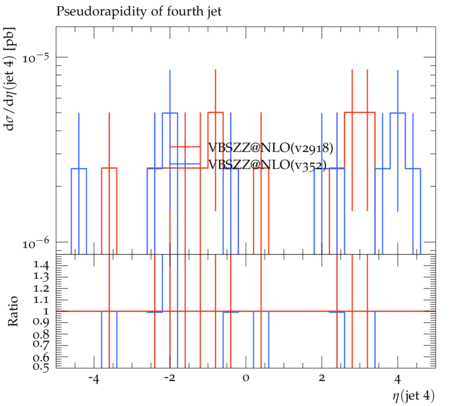 Pseudorapidity of fourth jet
dσ/dη(jet 4) [pb]
10⁻⁵
VBSZZ@NLO(v2918)
VBSZZ@NLO(v352)
10⁻⁶
Ratio
1.4
1.3
1.2
1.1
1
0.9
0.8
0.7
0.6
0.5
-4 -2 0 2 4
η(jet 4)